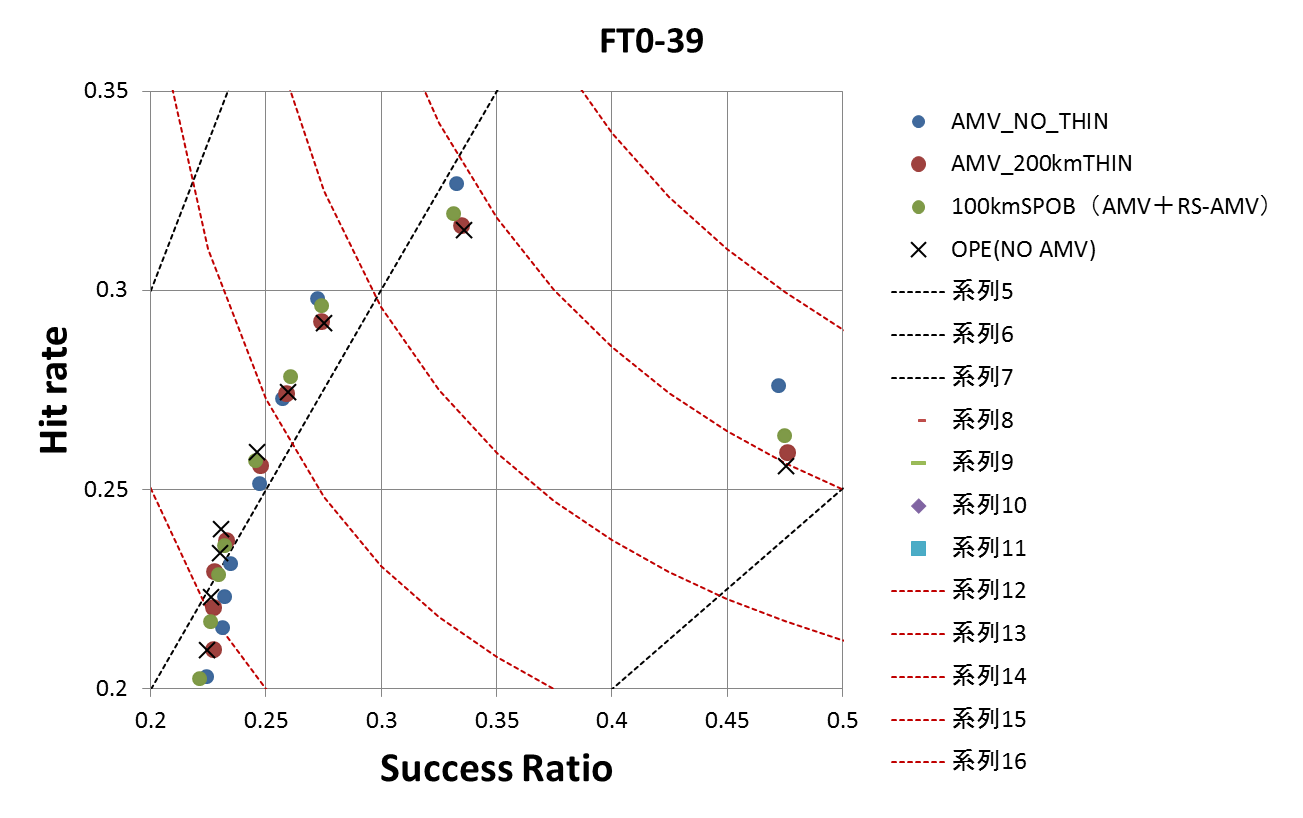 FT0-39
0.35
0.3
0.25
0.2
0.2
0.25
0.3
0.35
0.4
0.45
0.5
Hit rate
Success Ratio
AMV_NO_THIN
AMV_200kmTHIN
100kmSPOB（AMV＋RS-AMV）
OPE(NO AMV)
系列5
系列6
系列7
系列8
系列9
系列10
系列11
系列12
系列13
系列14
系列15
系列16